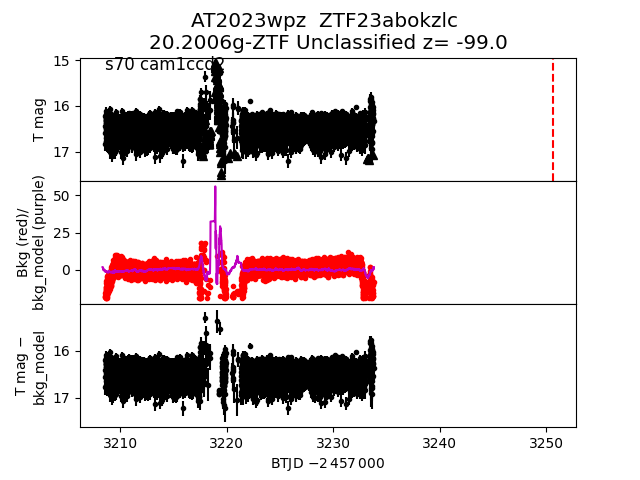 AT2023wpz  ZTF23abokzlc
20.2006g-ZTF Unclassified z= -99.0
s70 cam1ccd2
15
16
17
T mag
50
25
0
Bkg (red)/
bkg_model (purple)
16
17
T mag −
bkg_model
3210
3220
3230
3240
3250
BTJD −2 457 000